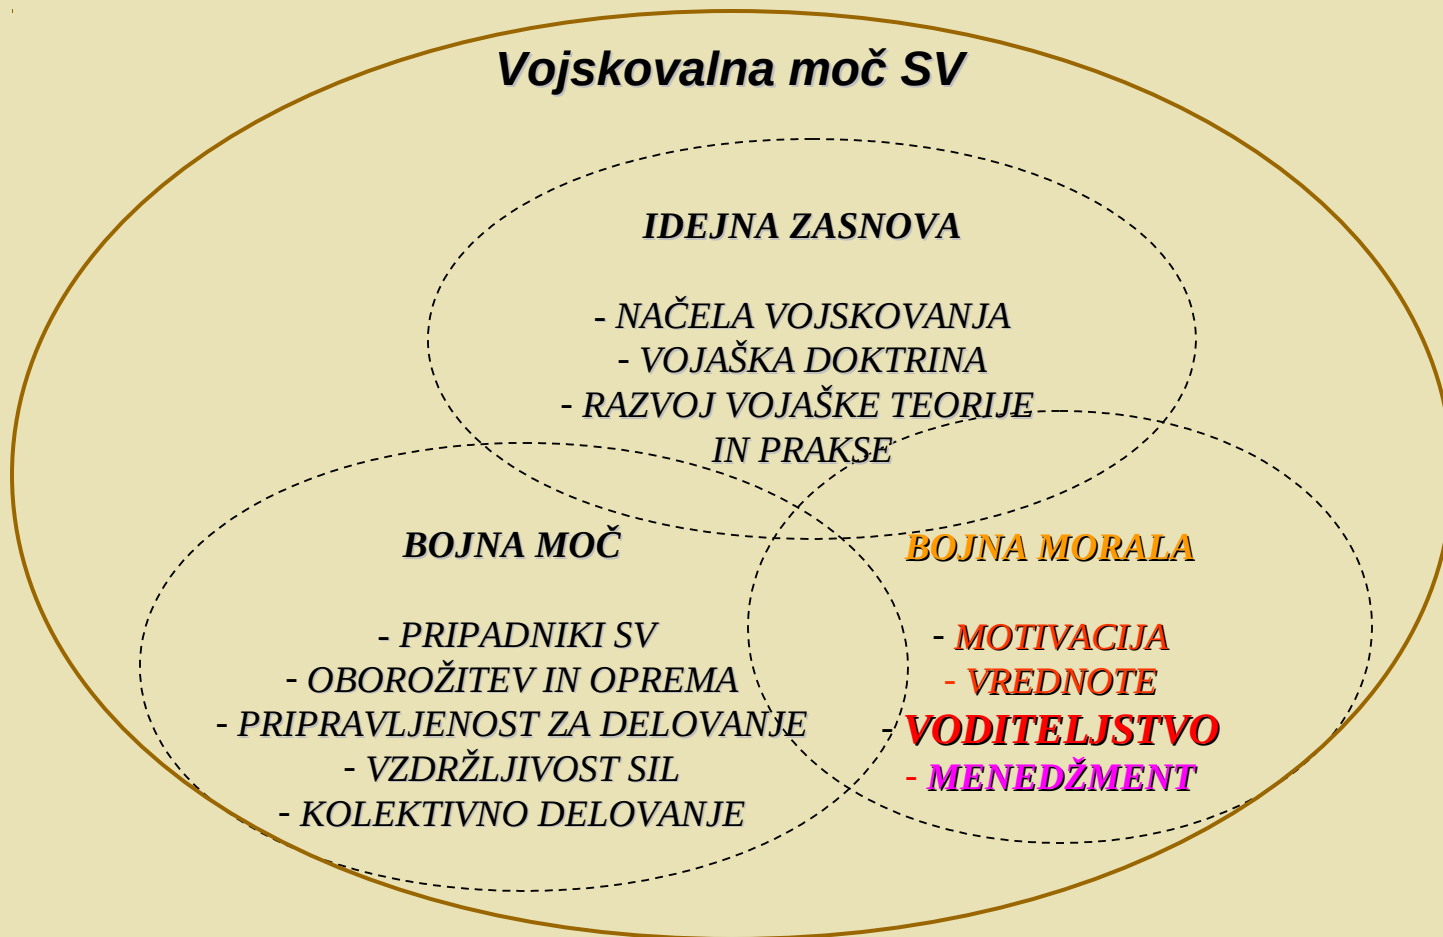 Vojskovalna moč SV
IDEJNA ZASNOVA
- NAČELA VOJSKOVANJA
- VOJAŠKA DOKTRINA
- RAZVOJ VOJAŠKE TEORIJE
IN PRAKSE
BOJNA MOČ
- PRIPADNIKI SV
- OBOROŽITEV IN OPREMA
- PRIPRAVLJENOST ZA DELOVANJE
- VZDRŽLJIVOST SIL
- KOLEKTIVNO DELOVANJE
BOJNA MORALA
- MOTIVACIJA
- VREDNOTE
- VODITELJSTVO
- MENEDŽMENT